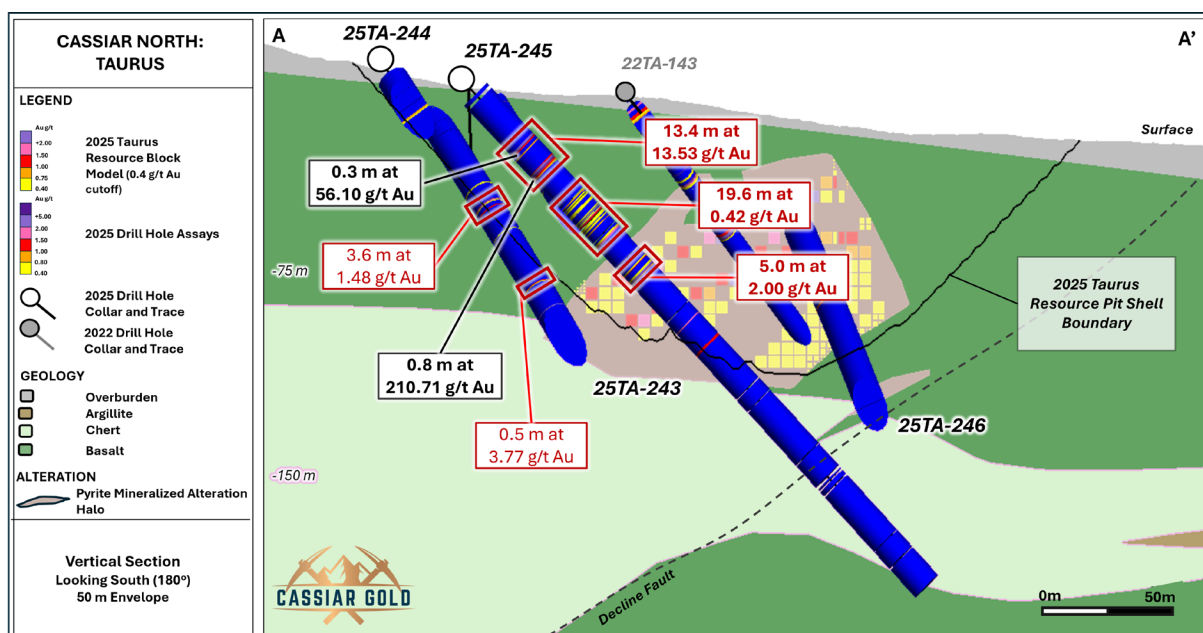 CASSIAR NORTH:
TAURUS
LEGEND
Au g/t
+2.00
1.50
1.00
0.75
0.40
2025 Taurus
Resource Block
Model (0.4 g/t Au
cutoff)
Au g/t
+5.00
2.00
1.50
1.00
0.80
0.40
2025 Drill Hole Assays
2025 Drill Hole
Collar and Trace
2022 Drill Hole
Collar and Trace
GEOLOGY
Overburden
Argillite
Chert
Basalt
ALTERATION
Pyrite Mineralized Alteration
Halo
Vertical Section
Looking South (180º)
50 m Envelope
A
A'
25TA-244
25TA-245
22TA-143
Surface
13.4 m at
13.53 g/t Au
0.3 m at
56.10 g/t Au
19.6 m at
0.42 g/t Au
3.6 m at
1.48 g/t Au
5.0 m at
2.00 g/t Au
-75 m
2025 Taurus
Resource Pit Shell
Boundary
0.8 m at
210.71 g/t Au
25TA-243
25TA-246
0.5 m at
3.77 g/t Au
-150 m
Decline Fault
CASSIAR GOLD
0m
50m